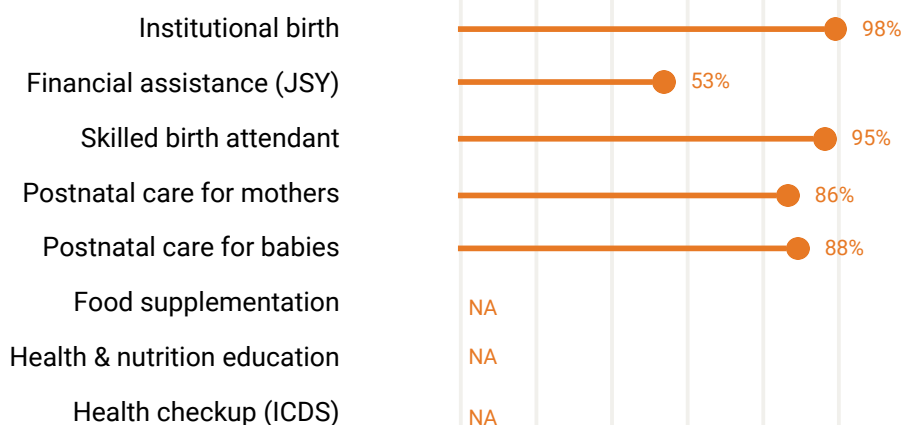 Institutional birth 98%
Financial assistance (JSY) 53%
Skilled birth attendant 95%
Postnatal care for mothers 86%
Postnatal care for babies 88%
Food supplementation NA
Health & nutrition education NA
Health checkup (ICDS) NA